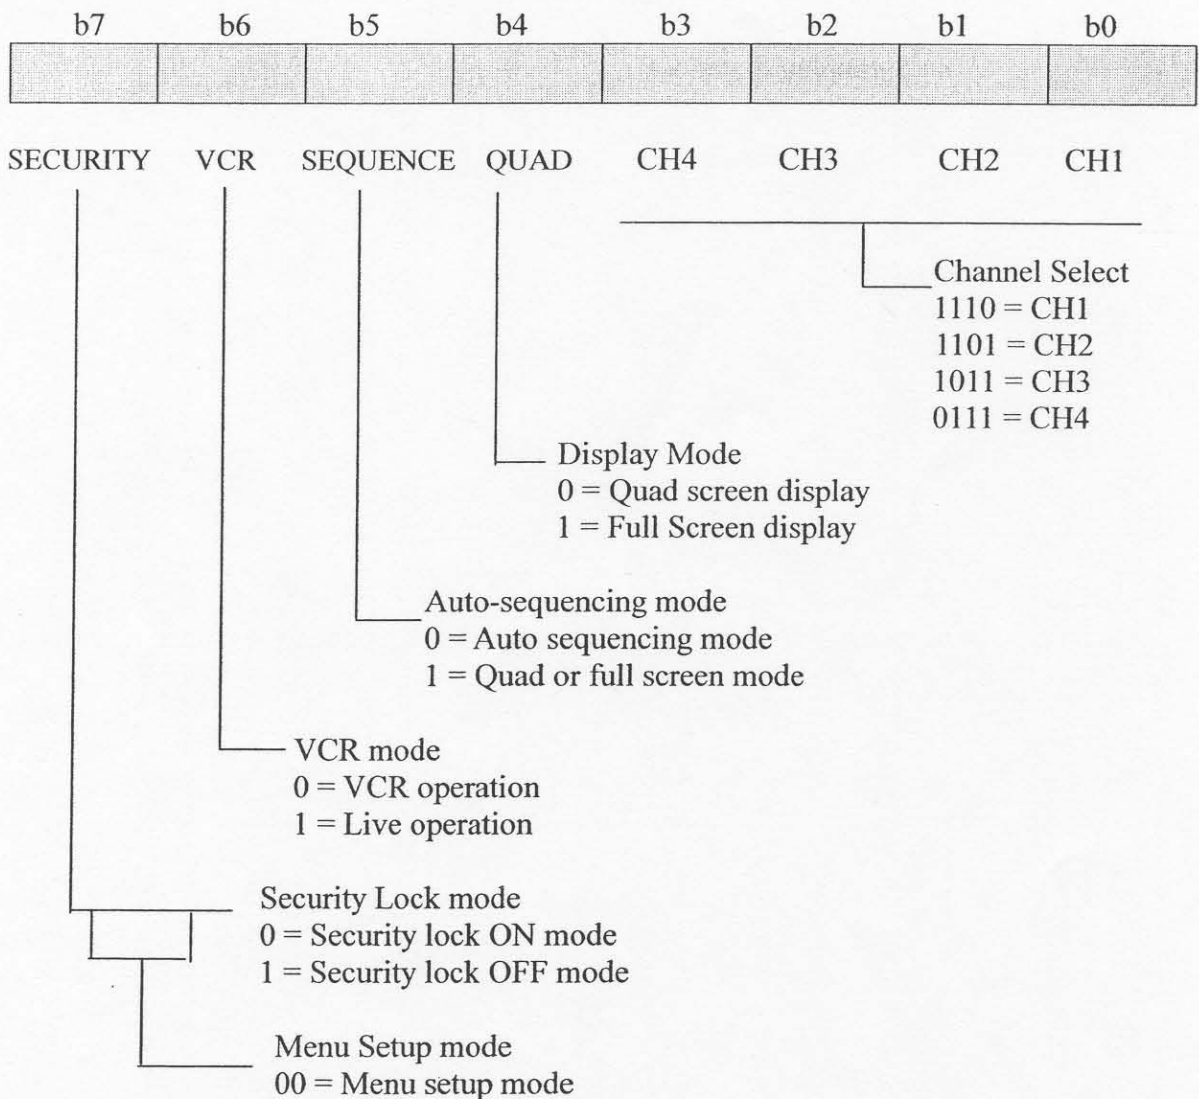 b7 b6 b5 b4 b3 b2 b1 b0
SECURITY VCR SEQUENCE QUAD CH4 CH3 CH2 CH1
Channel Select
1110 = CH1
1101 = CH2
1011 = CH3
0111 = CH4
Display Mode
0 = Quad screen display
1 = Full Screen display
Auto-sequencing mode
0 = Auto sequencing mode
1 = Quad or full screen mode
VCR mode
0 = VCR operation
1 = Live operation
Security Lock mode
0 = Security lock ON mode
1 = Security lock OFF mode
Menu Setup mode
00 = Menu setup mode